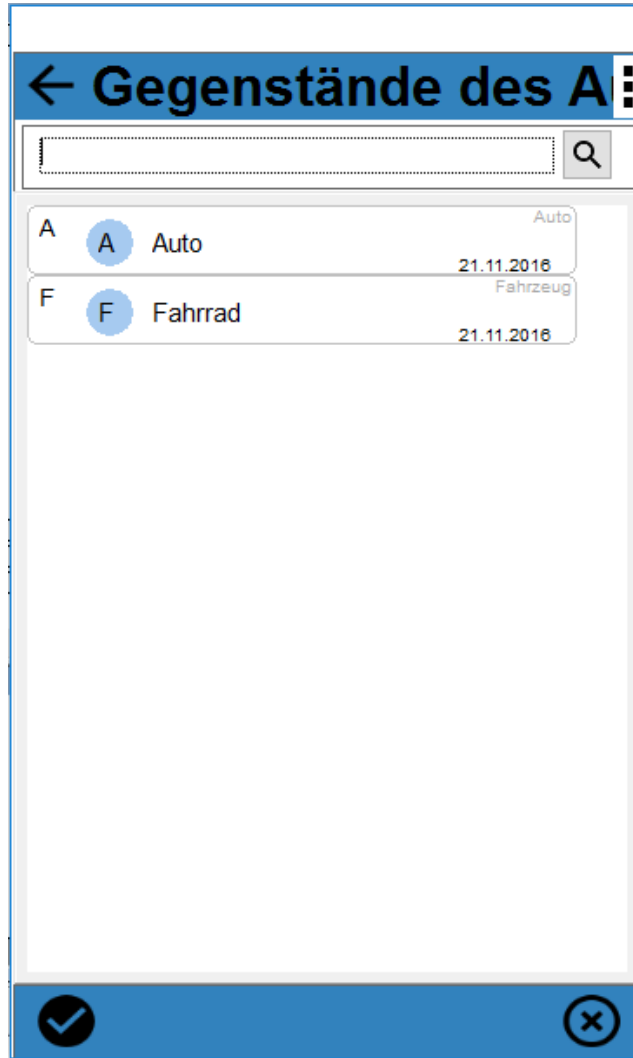 Gegenstände des A
A A Auto Auto
21.11.2016
F F Fahrrad Fahrzeug
21.11.2016